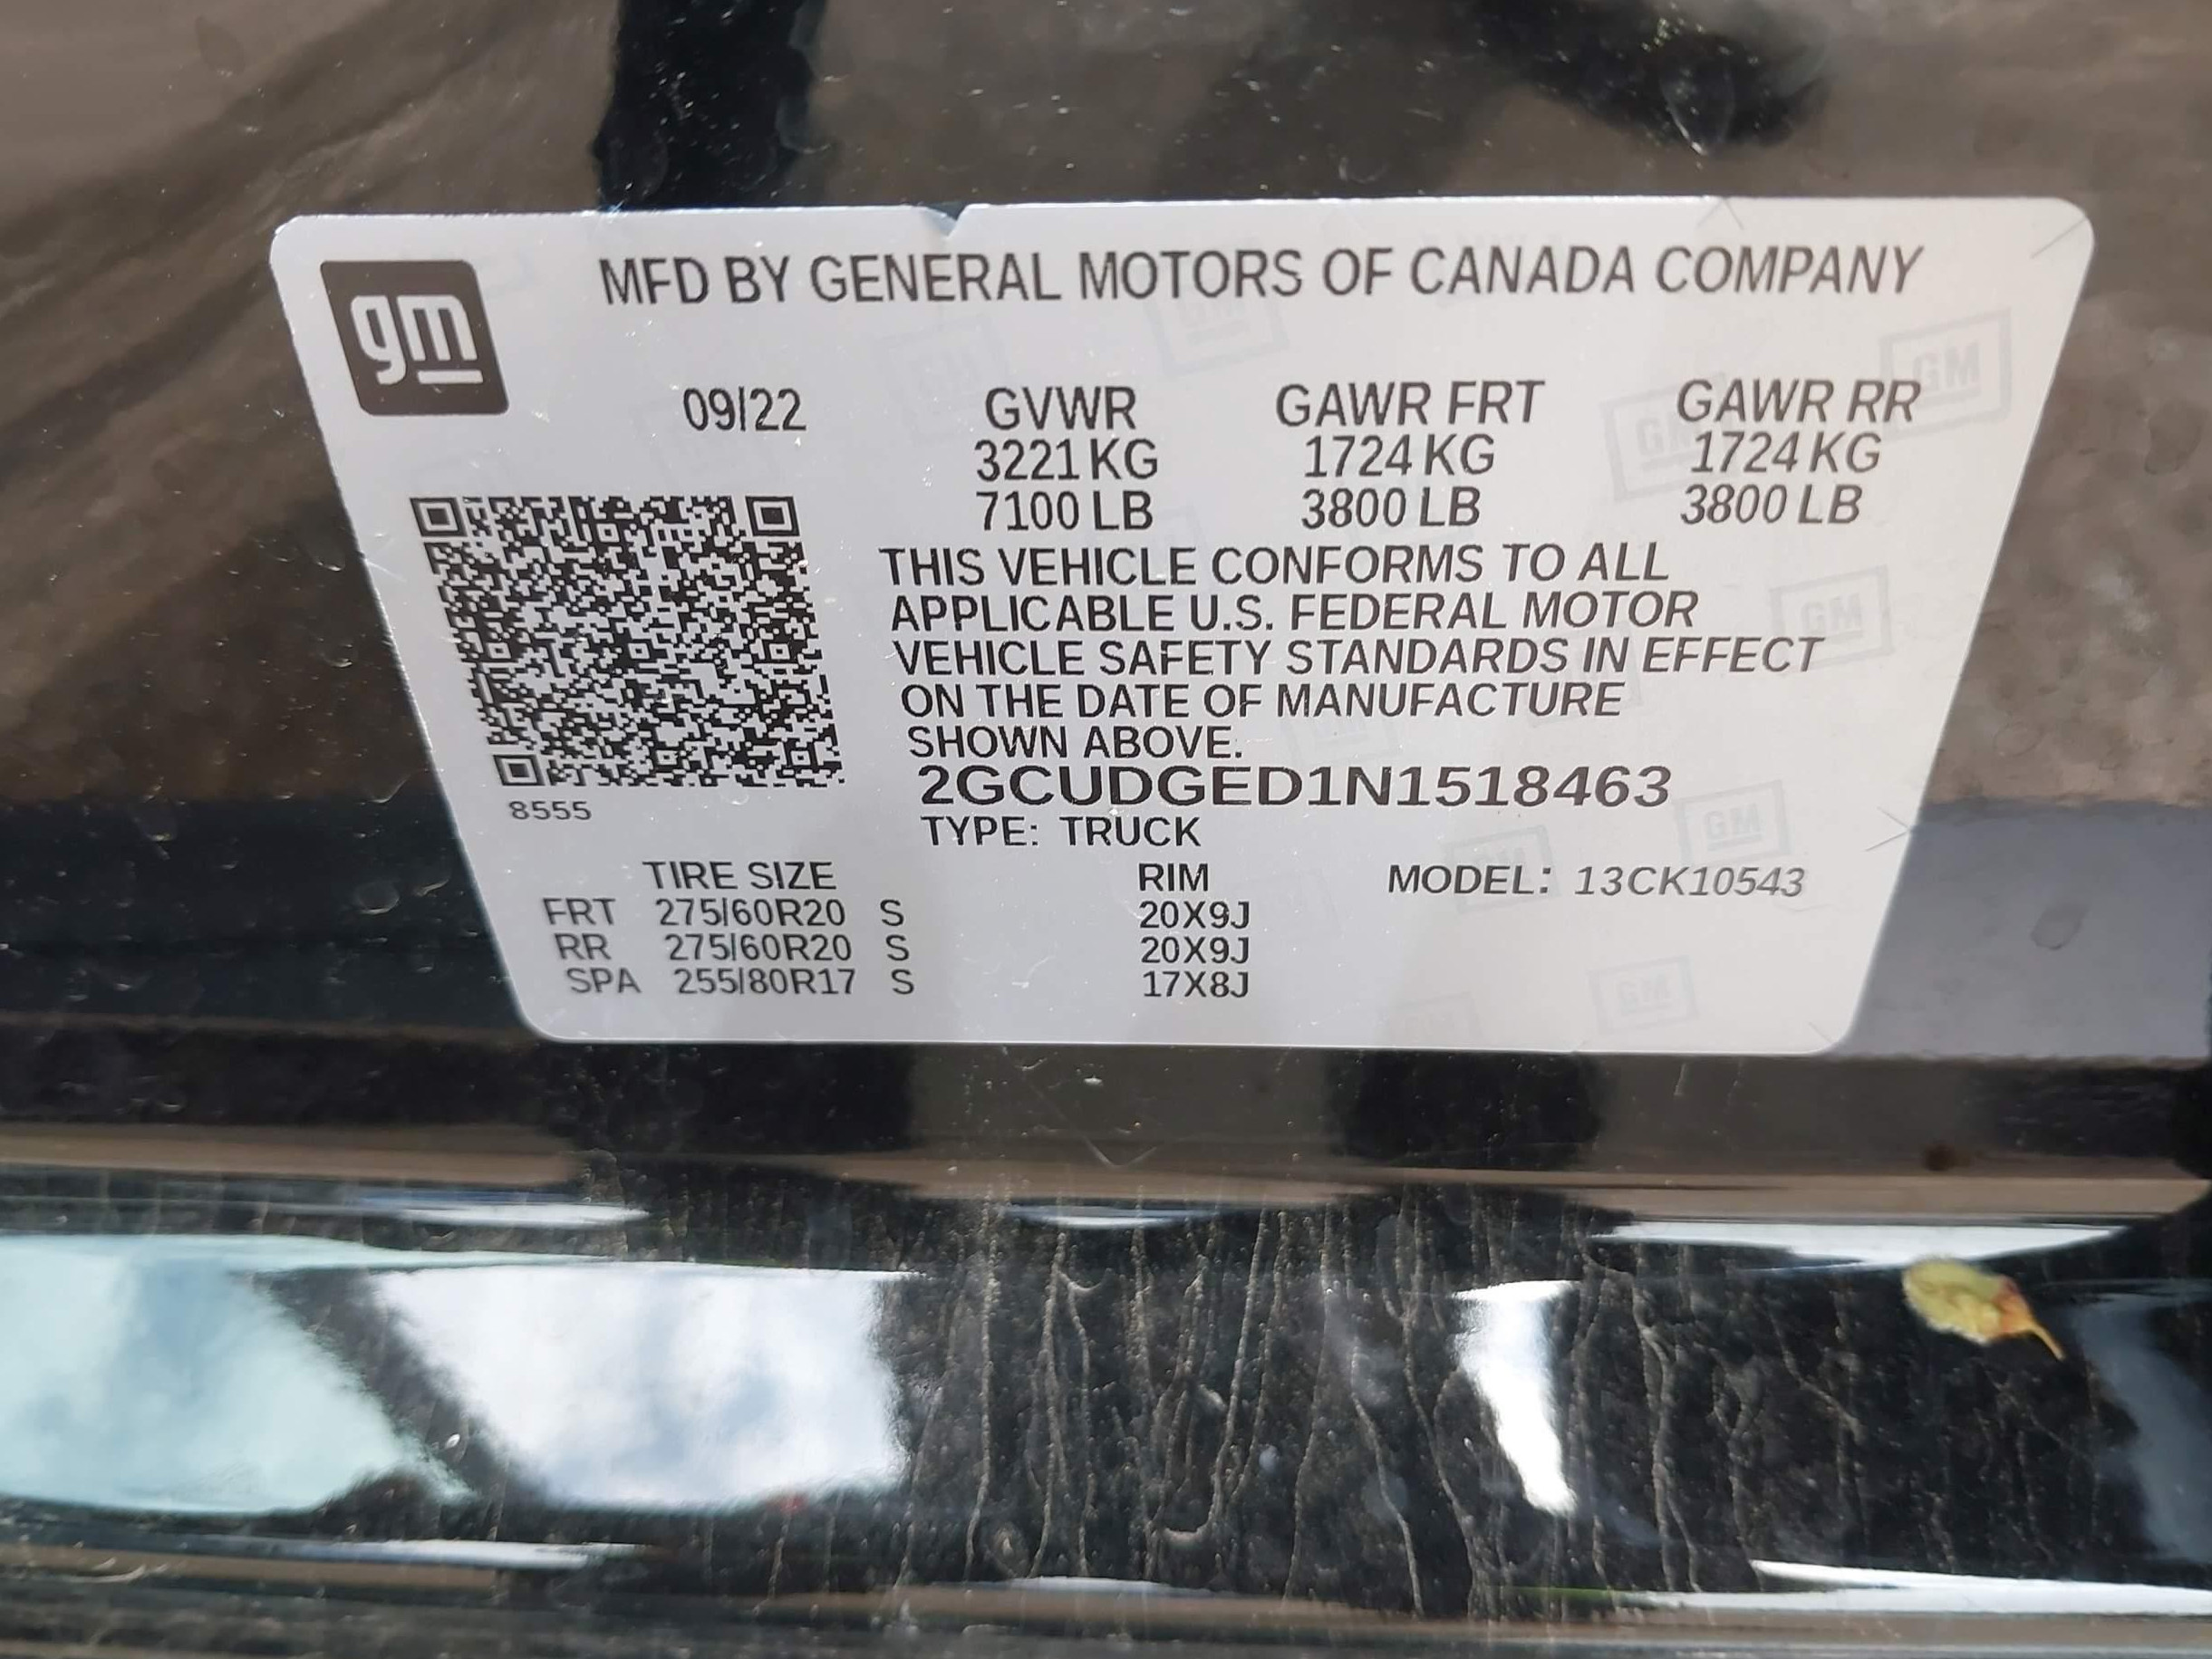 gm
MFD BY GENERAL MOTORS OF CANADA COMPANY
09/22 GVWR GAWR FRT GAWR RR
3221 KG 1724 KG 1724 KG
7100 LB 3800 LB 3800 LB
THIS VEHICLE CONFORMS TO ALL
APPLICABLE U.S. FEDERAL MOTOR
VEHICLE SAFETY STANDARDS IN EFFECT
ON THE DATE OF MANUFACTURE
SHOWN ABOVE.
2GCUDGED1N1518463
8555
TYPE: TRUCK
TIRE SIZE RIM MODEL: 13CK10543
FRT 275/60R20 S 20X9J
RR 275/60R20 S 20X9J
SPA 255/80R17 S 17X8J